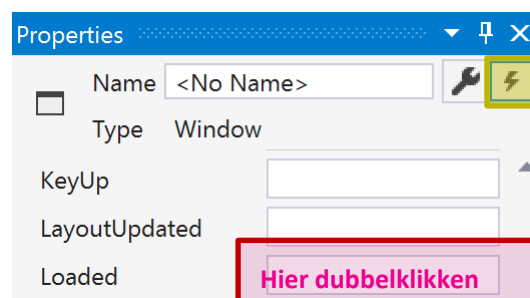 Properties
Name <No Name>
Type Window
KeyUp
LayoutUpdated
Loaded Hier dubbelklikken